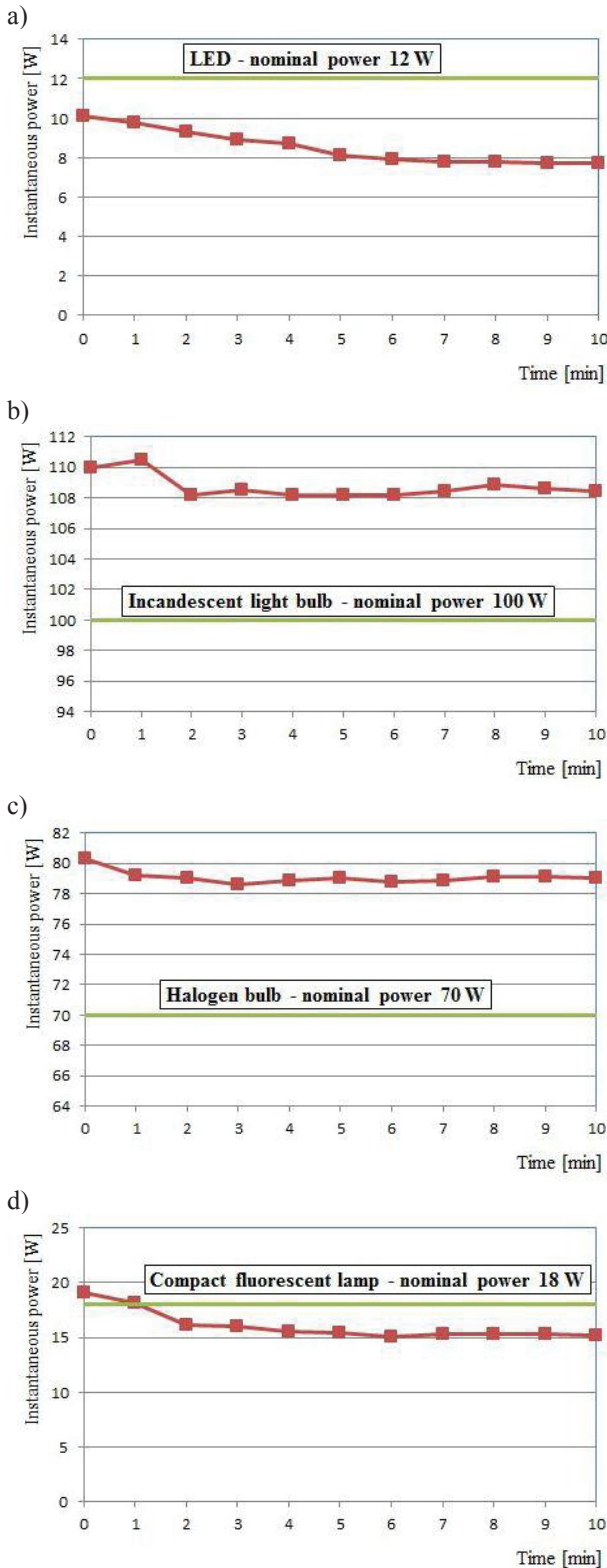 a)
Instantaneous power [W]
14
12
10
8
6
4
2
0
LED - nominal power 12 W
0 1 2 3 4 5 6 7 8 9 10
Time [min]
b)
Instantaneous power [W]
112
110
108
106
104
102
100
98
96
94
Incandescent light bulb - nominal power 100 W
0 1 2 3 4 5 6 7 8 9 10
Time [min]
c)
Instantaneous power [W]
82
80
78
76
74
72
70
68
66
64
Halogen bulb - nominal power 70 W
0 1 2 3 4 5 6 7 8 9 10
Time [min]
d)
Instantaneous power [W]
25
20
15
10
5
0
Compact fluorescent lamp - nominal power 18 W
0 1 2 3 4 5 6 7 8 9 10
Time [min]